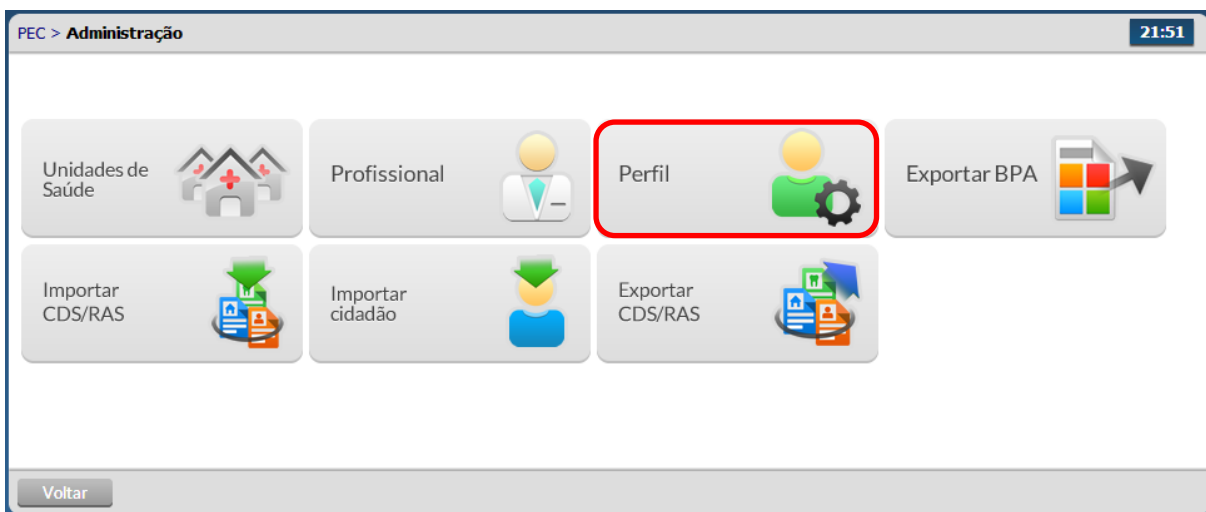 PEC > Administração
21:51
Unidades de
Saúde
Profissional
Perfil
Exportar BPA
Importar
CDS/RAS
Importar
cidadão
Exportar
CDS/RAS
Voltar